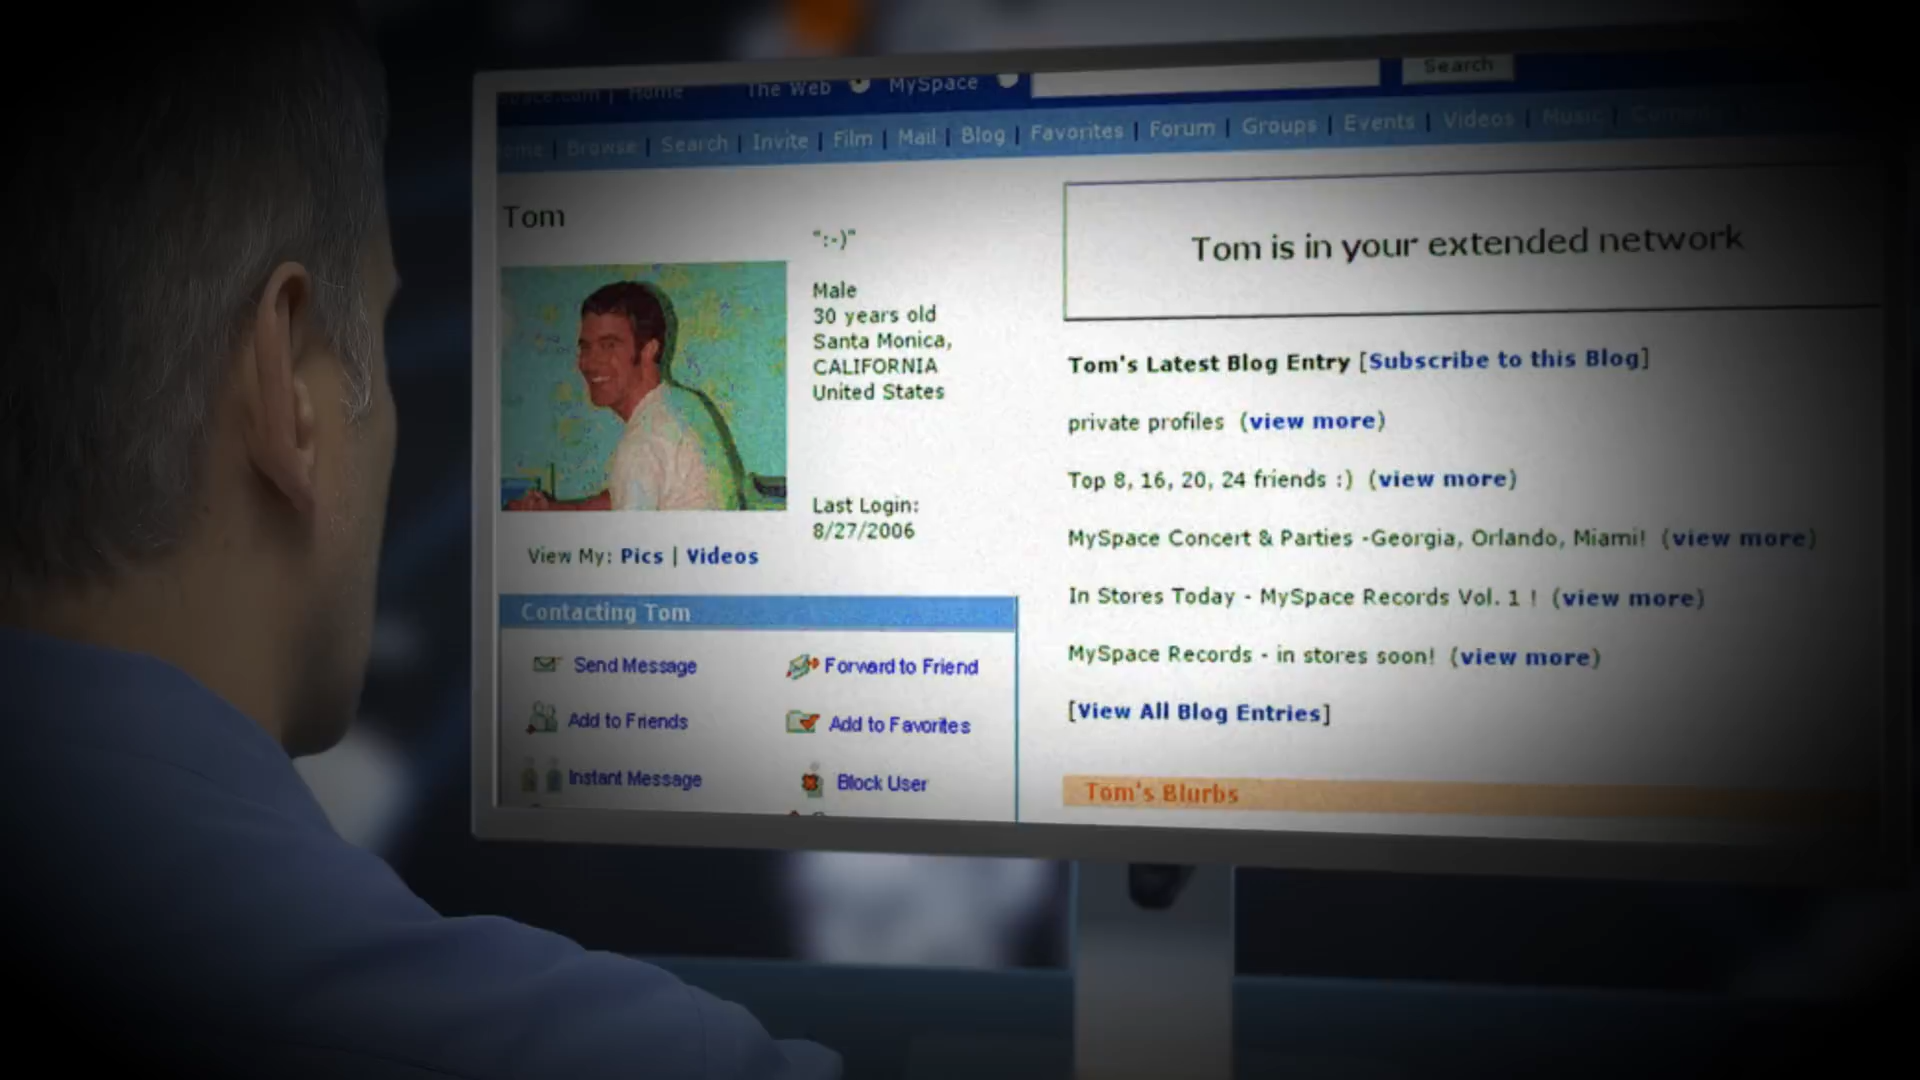 Home The Web MySpace Search
Browse | Search | Invite | Film | Mail | Blog | Favorites | Forum | Groups | Events | Videos | Music |
Tom
":-)"
Male
30 years old
Santa Monica,
CALIFORNIA
United States
Last Login:
8/27/2006
View My: Pics | Videos
Contacting Tom
Send Message Forward to Friend
Add to Friends Add to Favorites
Instant Message Block User
Tom is in your extended network
Tom's Latest Blog Entry [Subscribe to this Blog]
private profiles (view more)
Top 8, 16, 20, 24 friends :) (view more)
MySpace Concert & Parties -Georgia, Orlando, Miami! (view more)
In Stores Today - MySpace Records Vol. 1 ! (view more)
MySpace Records - in stores soon! (view more)
[View All Blog Entries]
Tom's Blurbs